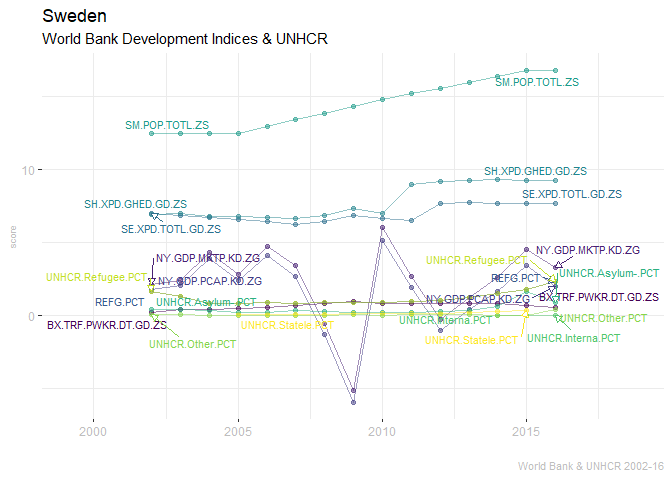 Sweden
World Bank Development Indices & UNHCR
SM.POP.TOTL.ZS
SM.POP.TOTL.ZS
10
SH.XPD.GHED.GD.ZS
SE.XPD.TOTL.GD.ZS
SH.XPD.GHED.GD.ZS
SE.XPD.TOTL.GD.ZS
score
NY.GDP.MKTP.KD.ZG
NY.GDP.MKTP.KD.ZG
UNHCR.Refugee.PCT
UNHCR.Refugee.PCT
NY.GDP.PCAP.KD.ZG
REFG.PCT
UNHCR.Asylum-.PCT
REFG.PCT
UNHCR.Asylum-.PCT
NY.GDP.PCAP.KD.ZG
BX.TRF.PWKR.DT.GD.ZS
0
BX.TRF.PWKR.DT.GD.ZS
UNHCR.Statele.PCT
UNHCR.Interna.PCT
UNHCR.Other.PCT
UNHCR.Other.PCT
UNHCR.Statele.PCT
UNHCR.Interna.PCT
2000
2005
2010
2015
World Bank & UNHCR 2002-16